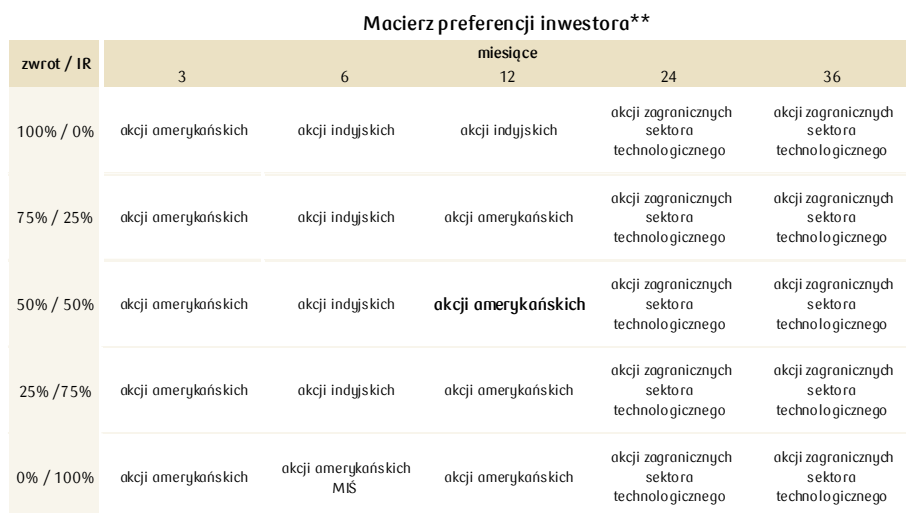 Macierz preferencji inwestora**
zwrot / IR
miesiące
3 6 12 24 36
100% / 0%
akcji amerykańskich
akcji indyjskich
akcji indyjskich
akcji zagranicznych
sektora
technologicznego
akcji zagranicznych
sektora
technologicznego
75% / 25%
akcji amerykańskich
akcji indyjskich
akcji amerykańskich
akcji zagranicznych
sektora
technologicznego
akcji zagranicznych
sektora
technologicznego
50% / 50%
akcji amerykańskich
akcji indyjskich
akcji amerykańskich
akcji zagranicznych
sektora
technologicznego
akcji zagranicznych
sektora
technologicznego
25% /75%
akcji amerykańskich
akcji indyjskich
akcji amerykańskich
akcji zagranicznych
sektora
technologicznego
akcji zagranicznych
sektora
technologicznego
0% / 100%
akcji amerykańskich
akcji amerykańskich
MIŚ
akcji amerykańskich
akcji zagranicznych
sektora
technologicznego
akcji zagranicznych
sektora
technologicznego